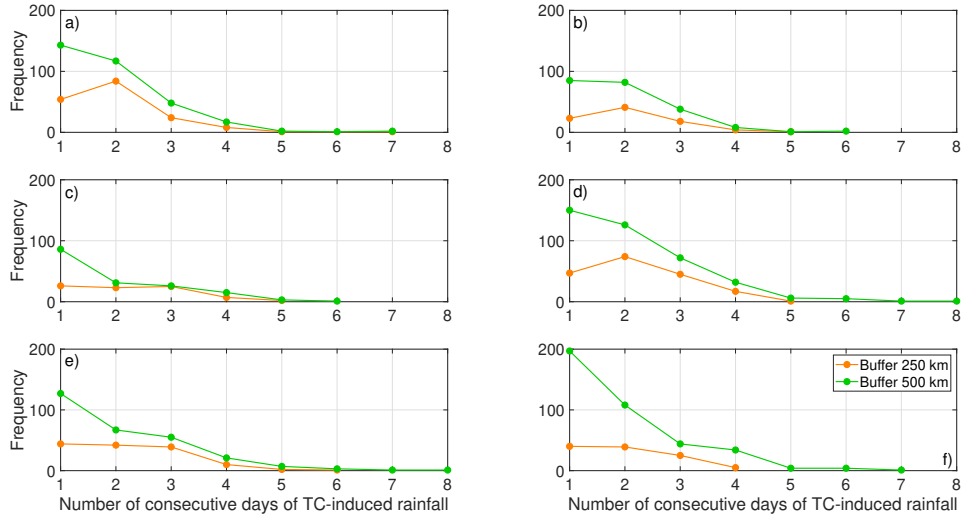 a)
200
100
0
Frequency
1 2 3 4 5 6 7 8
b)
200
100
0
1 2 3 4 5 6 7 8
c)
200
100
0
Frequency
1 2 3 4 5 6 7 8
d)
200
100
0
1 2 3 4 5 6 7 8
e)
200
100
0
Frequency
1 2 3 4 5 6 7 8
Number of consecutive days of TC-induced rainfall
200
100
0
Buffer 250 km
Buffer 500 km
f)
1 2 3 4 5 6 7 8
Number of consecutive days of TC-induced rainfall